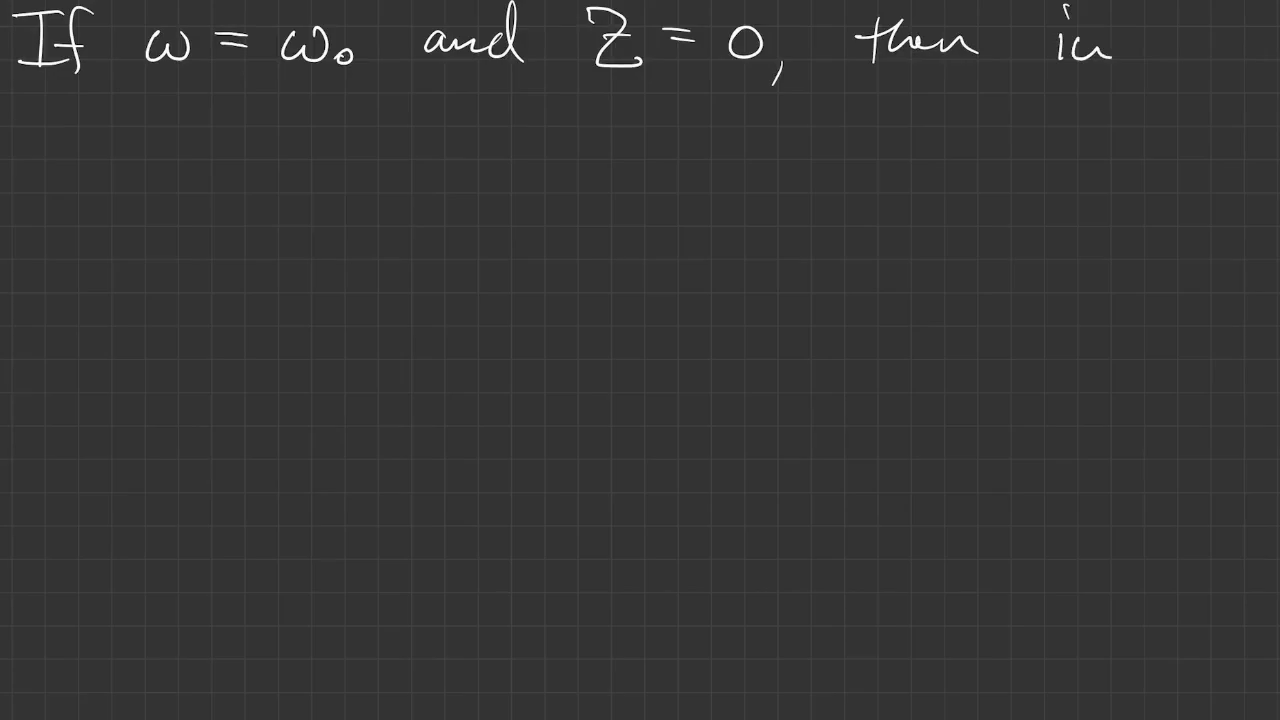 If ω = ω₀ and Z = 0, then in